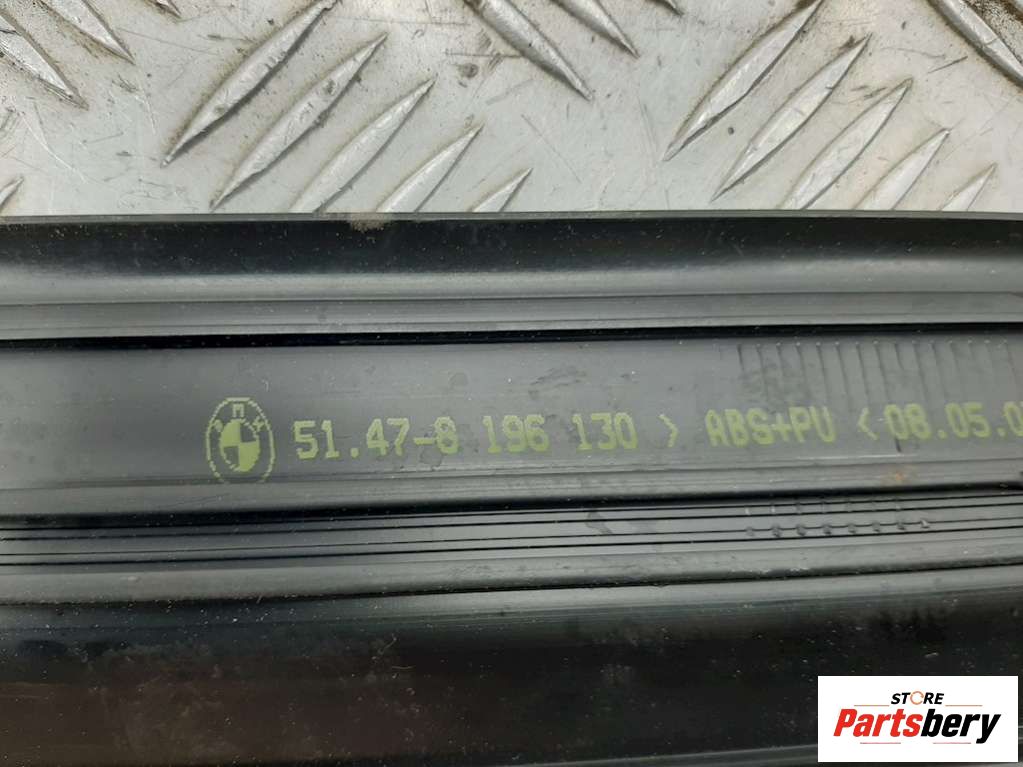 51.47-8 196 130 > ABS+PU < 08.05.0
STORE
Partsbery